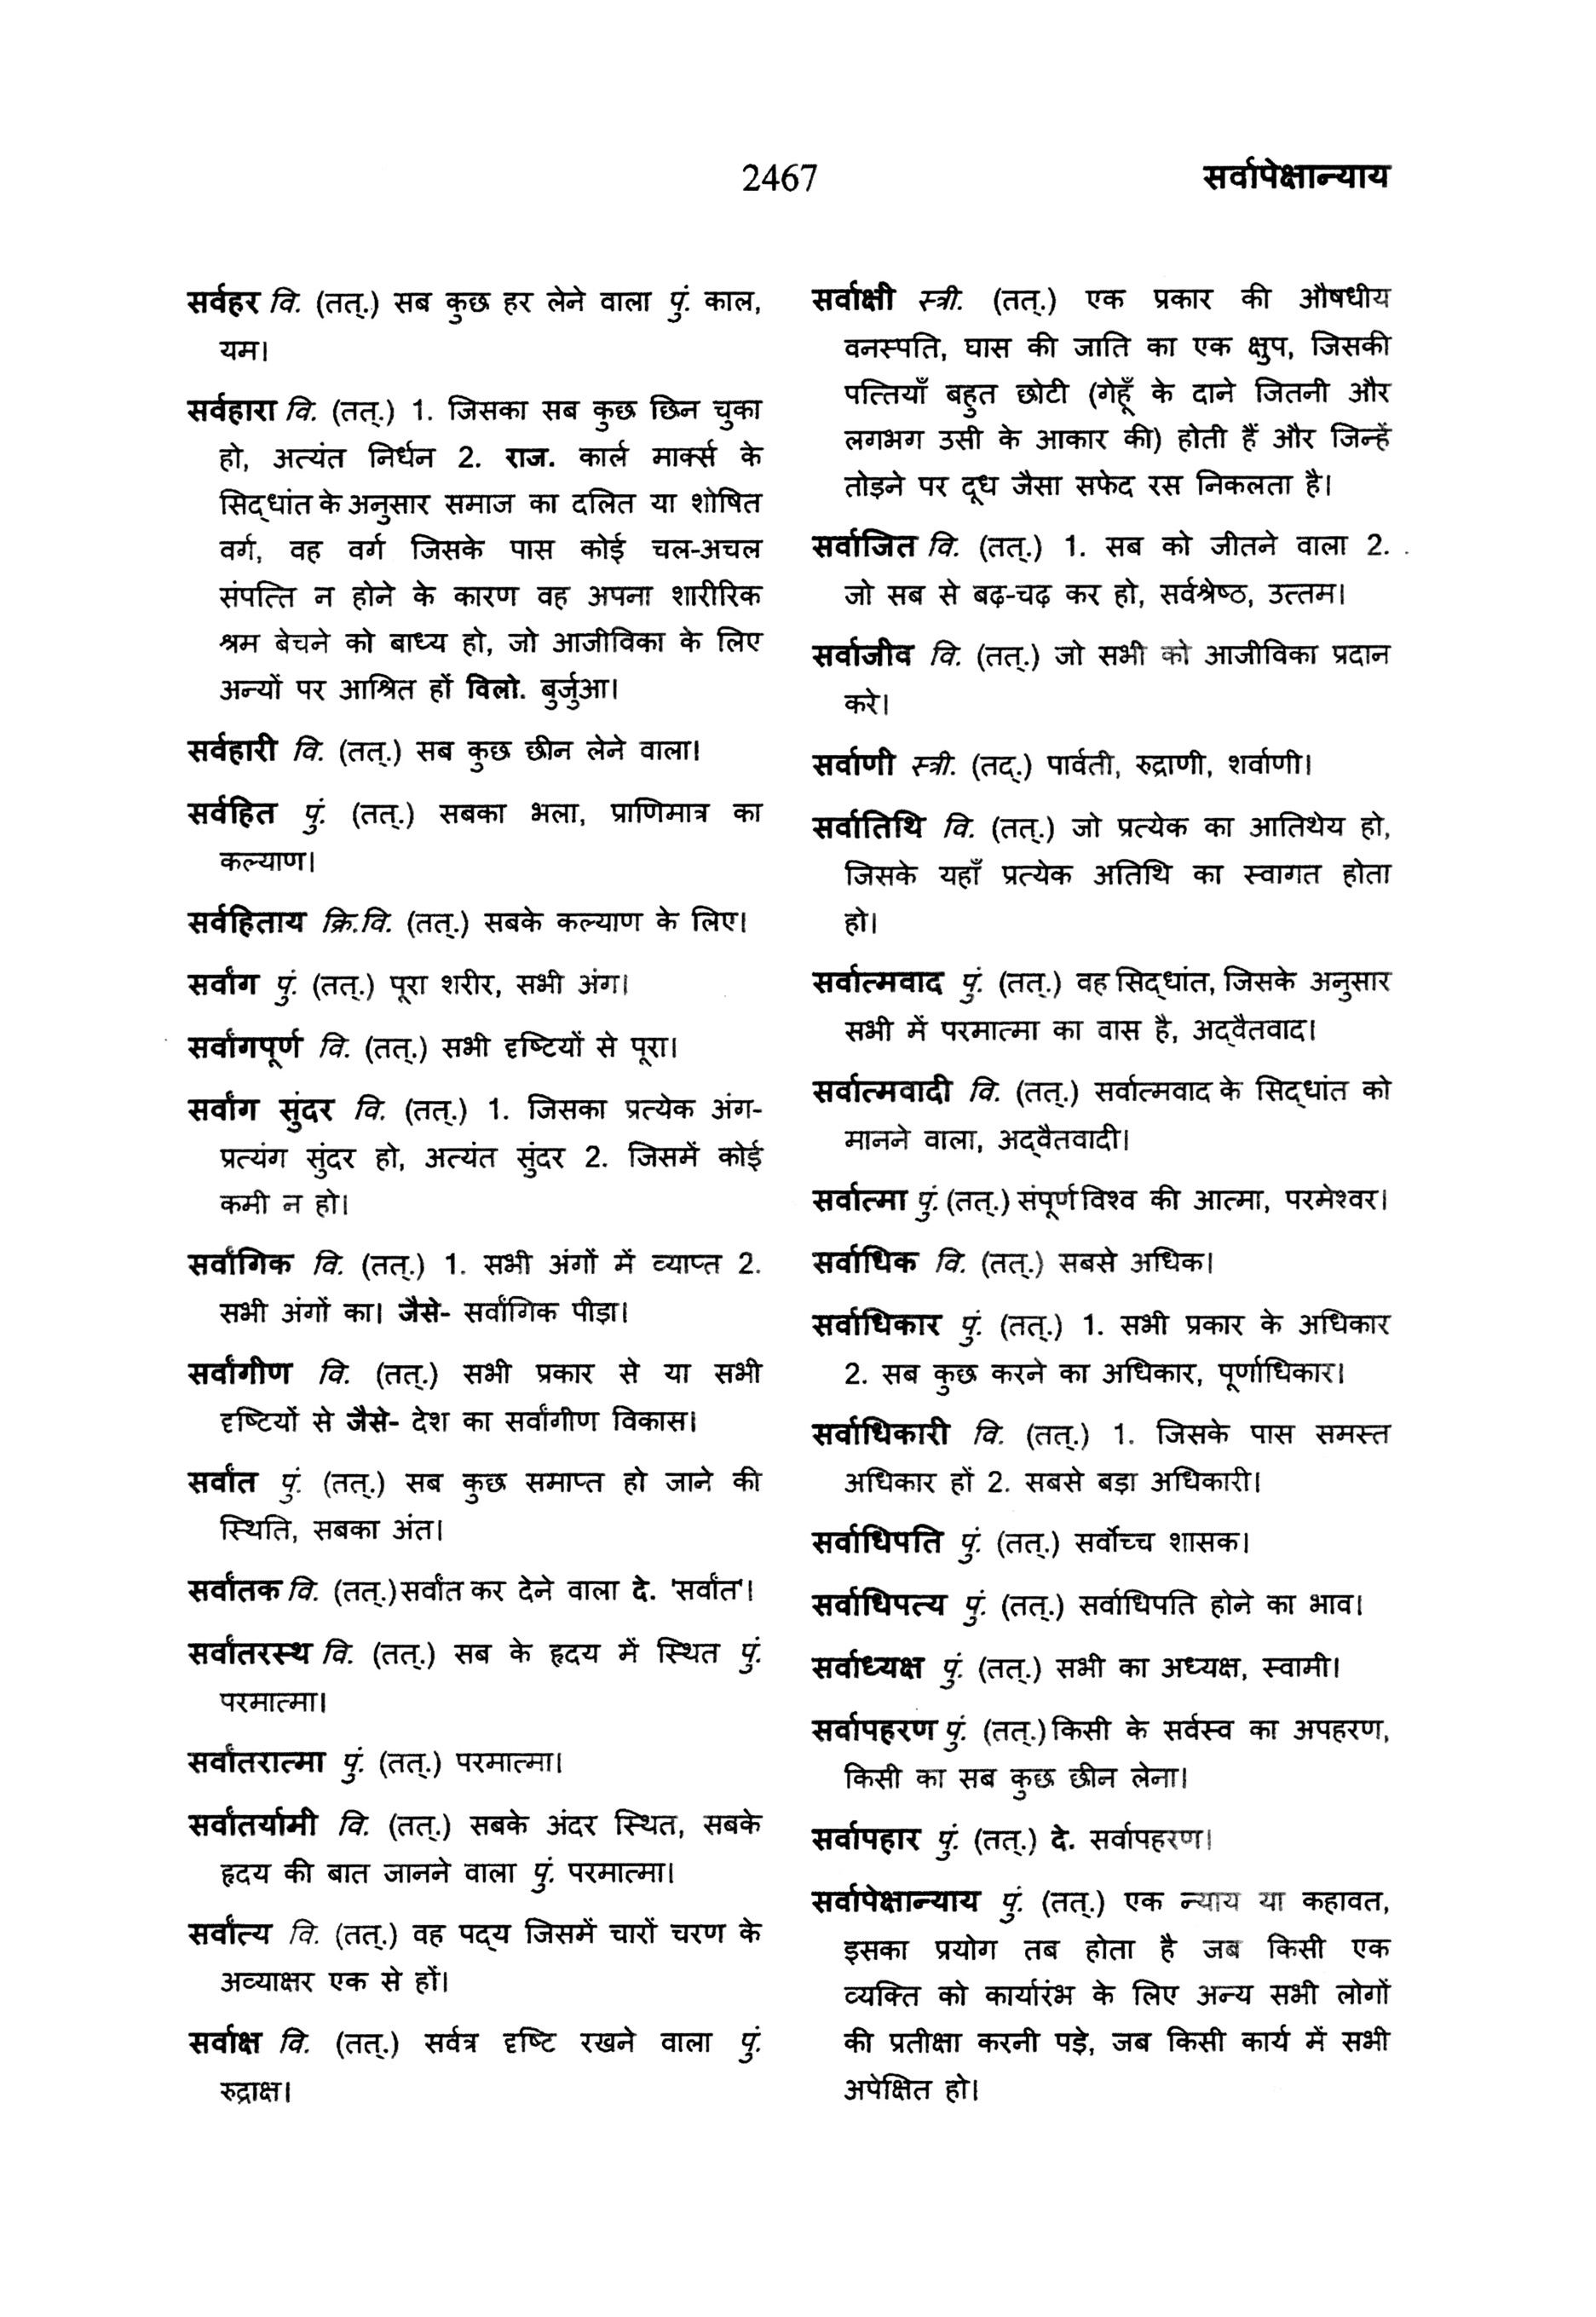 2467
सर्वापेक्षान्याय
सर्वहर वि. (तत्.) सब कुछ हर लेने वाला पुं. काल,
यम।
सर्वहारा वि. (तत्.) 1. जिसका सब कुछ छिन चुका
हो, अत्यंत निर्धन 2. राज. कार्ल मार्क्स के
सिद्धांत के अनुसार समाज का दलित या शोषित
वर्ग, वह वर्ग जिसके पास कोई चल-अचल
संपत्ति न होने के कारण वह अपना शारीरिक
श्रम बेचने को बाध्य हो, जो आजीविका के लिए
अन्यों पर आश्रित हों विलो. बुर्जुआ।
सर्वहारी वि. (तत्.) सब कुछ छीन लेने वाला।
सर्वहित पुं. (तत्.) सबका भला, प्राणिमात्र का
कल्याण।
सर्वहिताय क्रि.वि. (तत्.) सबके कल्याण के लिए।
सर्वांग पुं. (तत्.) पूरा शरीर, सभी अंग।
सर्वांगपूर्ण वि. (तत्.) सभी दृष्टियों से पूरा।
सर्वांग सुंदर वि. (तत्.) 1. जिसका प्रत्येक अंग-
प्रत्यंग सुंदर हो, अत्यंत सुंदर 2. जिसमें कोई
कमी न हो।
सर्वांगिक वि. (तत्.) 1. सभी अंगों में व्याप्त 2.
सभी अंगों का। जैसे- सर्वांगिक पीड़ा।
सर्वांगीण वि. (तत्.) सभी प्रकार से या सभी
दृष्टियों से जैसे- देश का सर्वांगीण विकास।
सर्वांत पुं. (तत्.) सब कुछ समाप्त हो जाने की
स्थिति, सबका अंत।
सर्वांतक वि. (तत्.) सर्वांत कर देने वाला दे. 'सर्वांत'।
सर्वांतरस्थ वि. (तत्.) सब के हृदय में स्थित पुं.
परमात्मा।
सर्वांतरात्मा पुं. (तत्.) परमात्मा।
सर्वांतर्यामी वि. (तत्.) सबके अंदर स्थित, सबके
हृदय की बात जानने वाला पुं. परमात्मा।
सर्वांत्य वि. (तत्.) वह पद्य जिसमें चारों चरण के
अव्याक्षर एक से हों।
सर्वाक्ष वि. (तत्.) सर्वत्र दृष्टि रखने वाला पुं.
रुद्राक्ष।
सर्वाक्षी स्त्री. (तत्.) एक प्रकार की औषधीय
वनस्पति, घास की जाति का एक क्षुप, जिसकी
पत्तियाँ बहुत छोटी (गेहूँ के दाने जितनी और
लगभग उसी के आकार की) होती हैं और जिन्हें
तोड़ने पर दूध जैसा सफेद रस निकलता है।
सर्वाजित वि. (तत्.) 1. सब को जीतने वाला 2.
जो सब से बढ़-चढ़ कर हो, सर्वश्रेष्ठ, उत्तम।
सर्वाजीव वि. (तत्.) जो सभी को आजीविका प्रदान
करे।
सर्वाणी स्त्री. (तद्.) पार्वती, रुद्राणी, शर्वाणी।
सर्वातिथि वि. (तत्.) जो प्रत्येक का आतिथेय हो,
जिसके यहाँ प्रत्येक अतिथि का स्वागत होता
हो।
सर्वात्मवाद पुं. (तत्.) वह सिद्धांत, जिसके अनुसार
सभी में परमात्मा का वास है, अद्वैतवाद।
सर्वात्मवादी वि. (तत्.) सर्वात्मवाद के सिद्धांत को
मानने वाला, अद्वैतवादी।
सर्वात्मा पुं. (तत्.) संपूर्ण विश्व की आत्मा, परमेश्वर।
सर्वाधिक वि. (तत्.) सबसे अधिक।
सर्वाधिकार पुं. (तत्.) 1. सभी प्रकार के अधिकार
2. सब कुछ करने का अधिकार, पूर्णाधिकार।
सर्वाधिकारी वि. (तत्.) 1. जिसके पास समस्त
अधिकार हों 2. सबसे बड़ा अधिकारी।
सर्वाधिपति पुं. (तत्.) सर्वोच्च शासक।
सर्वाधिपत्य पुं. (तत्.) सर्वाधिपति होने का भाव।
सर्वाध्यक्ष पुं. (तत्.) सभी का अध्यक्ष, स्वामी।
सर्वापहरण पुं. (तत्.) किसी के सर्वस्व का अपहरण,
किसी का सब कुछ छीन लेना।
सर्वापहार पुं. (तत्.) दे. सर्वापहरण।
सर्वापेक्षान्याय पुं. (तत्.) एक न्याय या कहावत,
इसका प्रयोग तब होता है जब किसी एक
व्यक्ति को कार्यारंभ के लिए अन्य सभी लोगों
की प्रतीक्षा करनी पड़े, जब किसी कार्य में सभी
अपेक्षित हो।